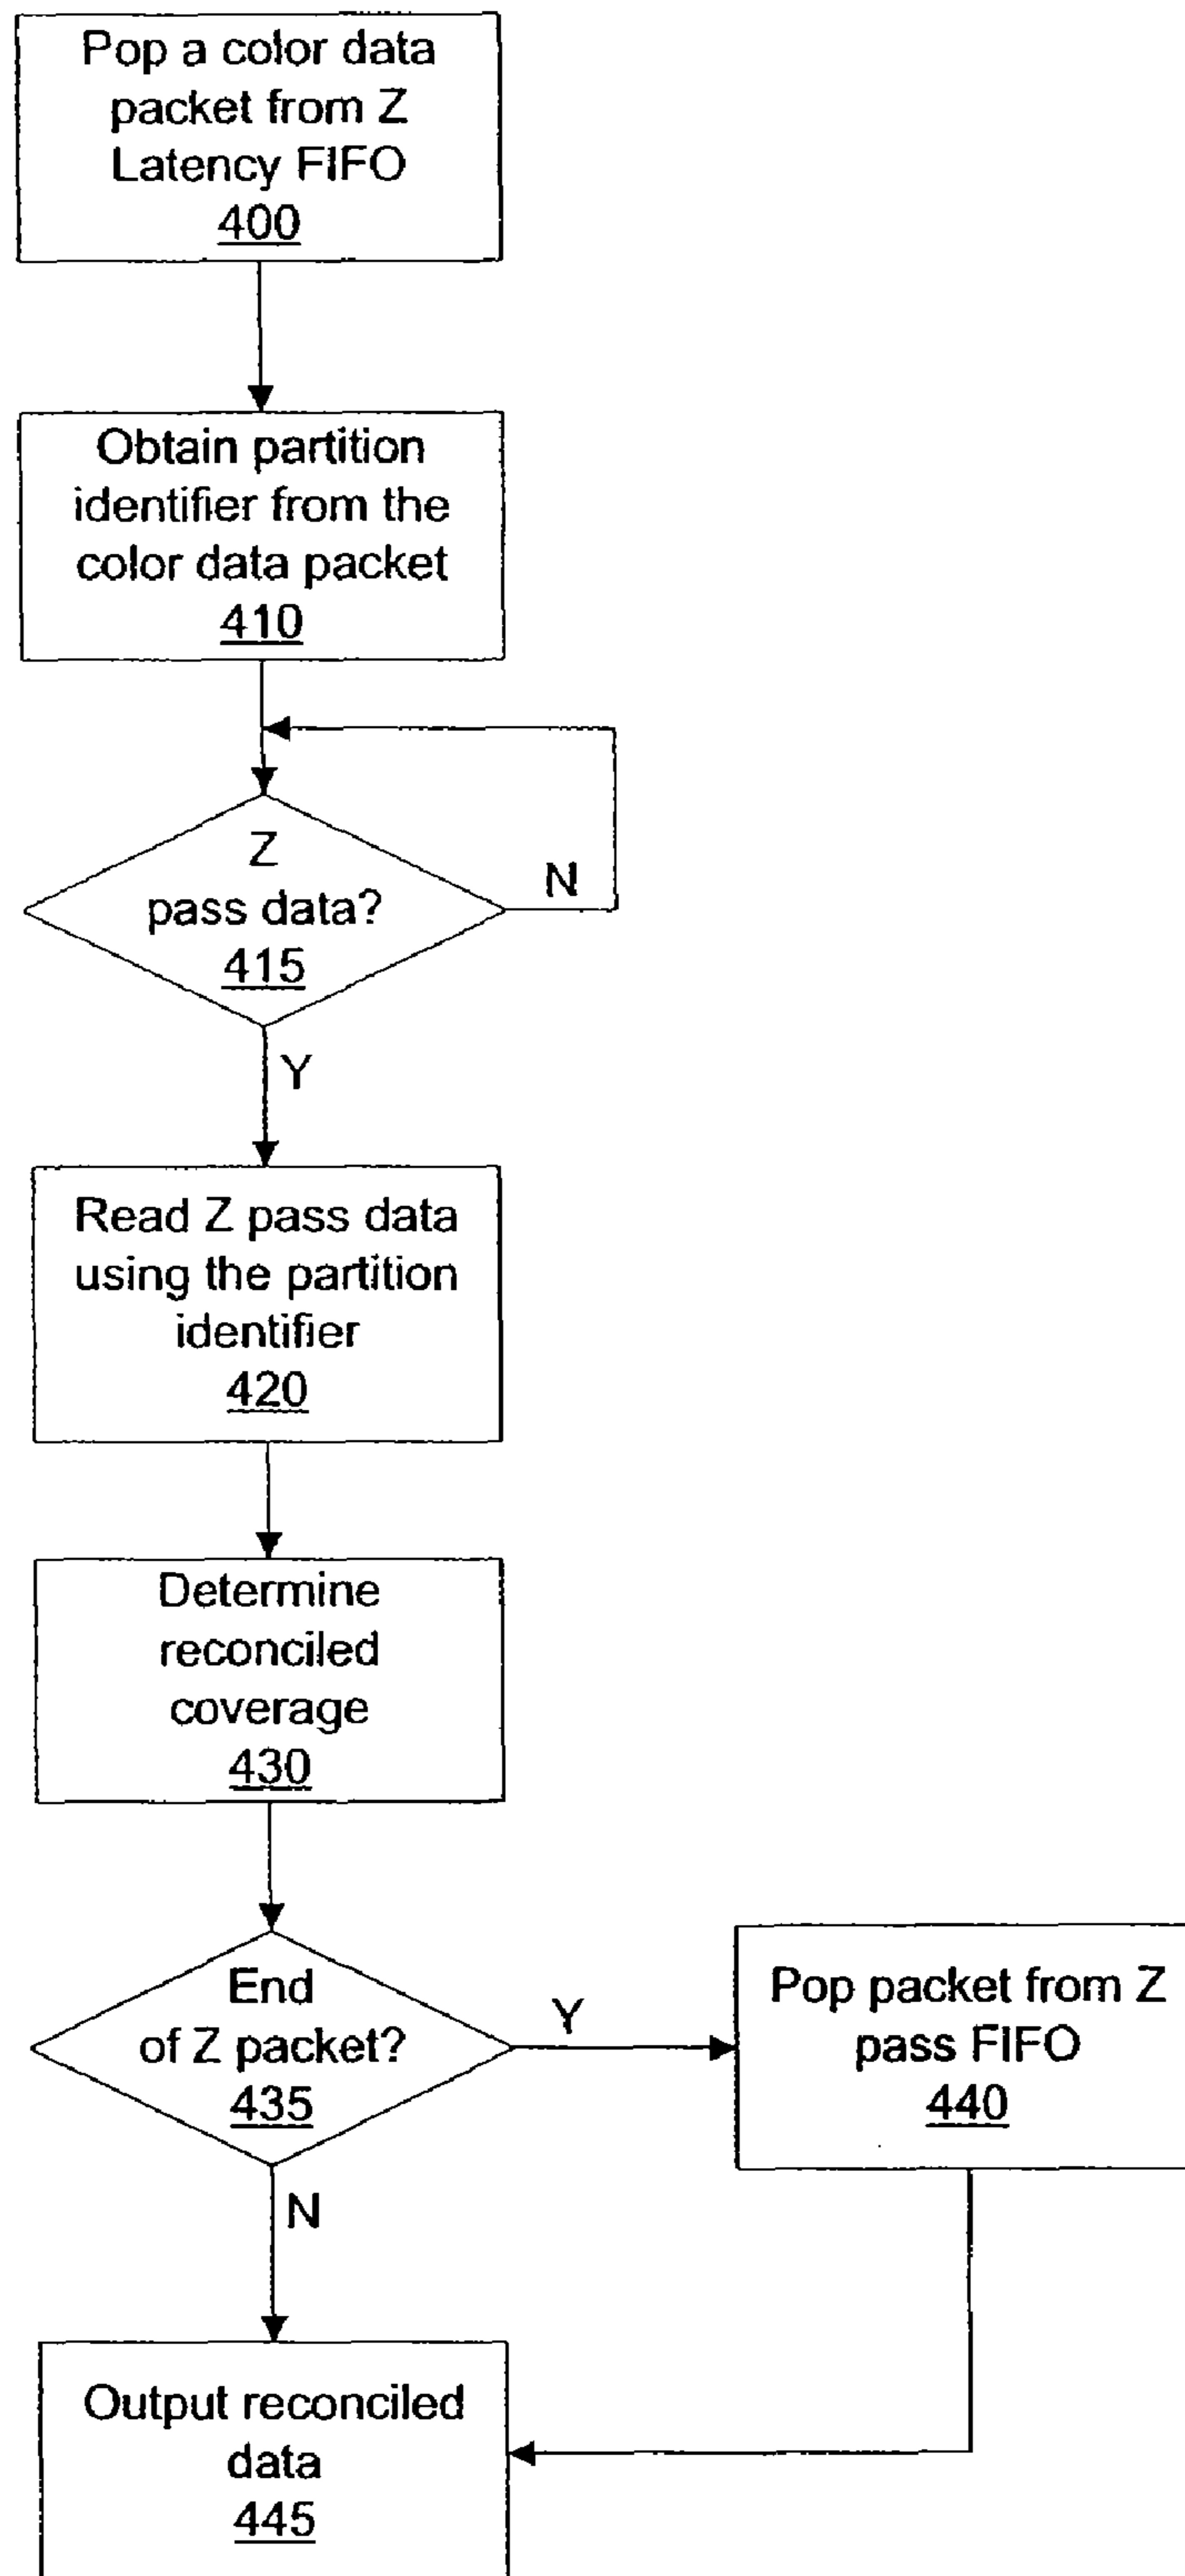 Pop a color data
packet from Z
Latency FIFO
400
Obtain partition
identifier from the
color data packet
410
Z
pass data?
415
N
Y
Read Z pass data
using the partition
identifier
420
Determine
reconciled
coverage
430
End
of Z packet?
435
Y
Pop packet from Z
pass FIFO
440
N
Output reconciled
data
445